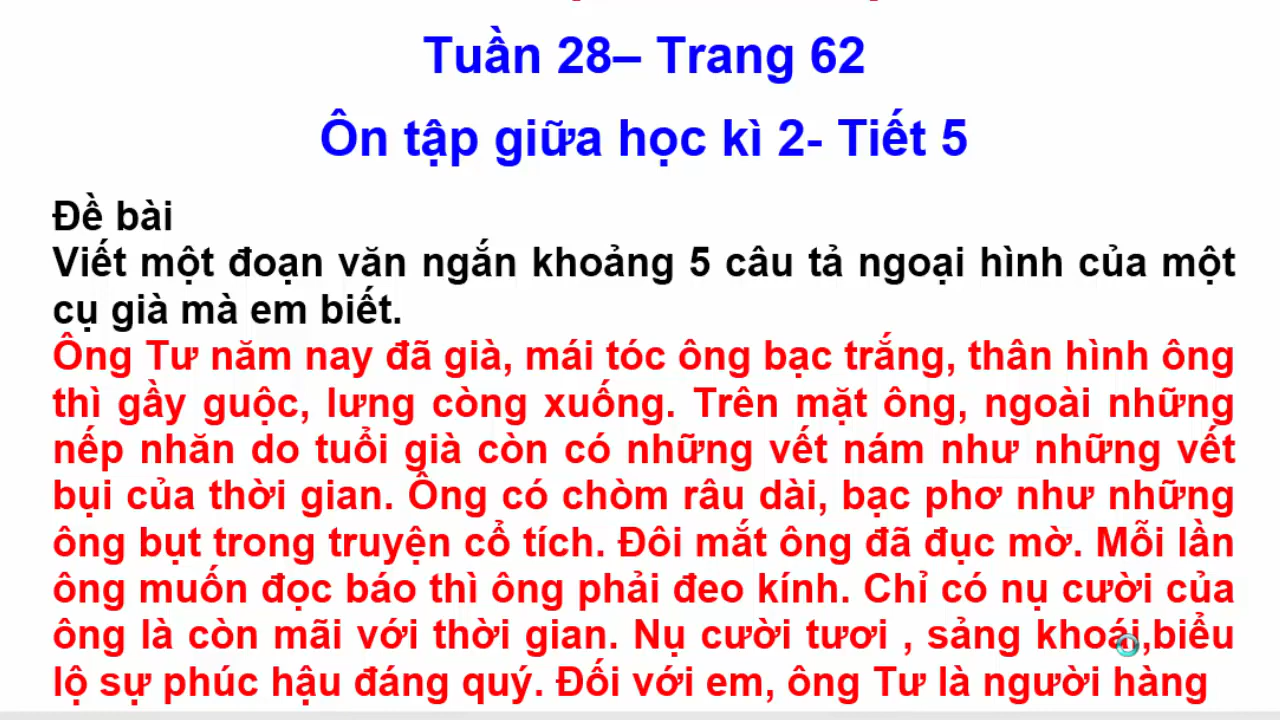 Tuần 28– Trang 62
Ôn tập giữa học kì 2- Tiết 5
Đề bài
Viết một đoạn văn ngắn khoảng 5 câu tả ngoại hình của một
cụ già mà em biết.
Ông Tư năm nay đã già, mái tóc ông bạc trắng, thân hình ông
thì gầy guộc, lưng còng xuống. Trên mặt ông, ngoài những
nếp nhăn do tuổi già còn có những vết nám như những vết
bụi của thời gian. Ông có chòm râu dài, bạc phơ như những
ông bụt trong truyện cổ tích. Đôi mắt ông đã đục mờ. Mỗi lần
ông muốn đọc báo thì ông phải đeo kính. Chỉ có nụ cười của
ông là còn mãi với thời gian. Nụ cười tươi , sảng khoái,biểu
lộ sự phúc hậu đáng quý. Đối với em, ông Tư là người hàng